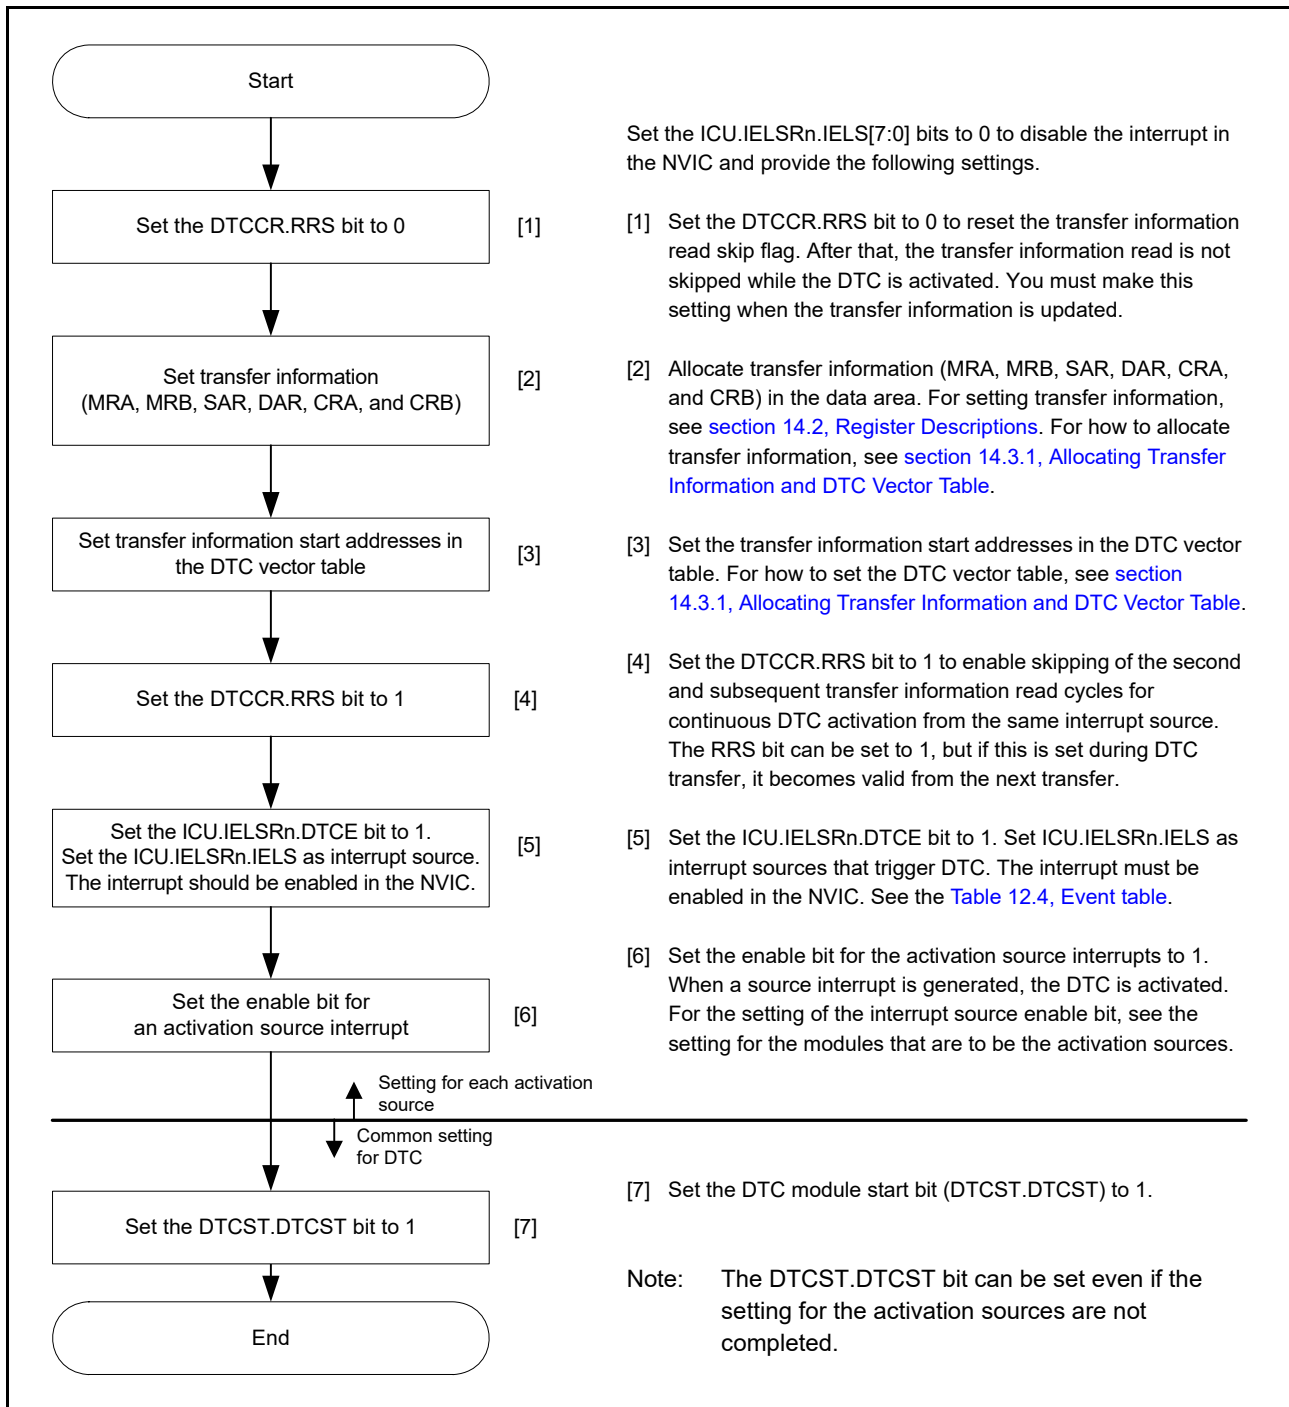 Start
Set the ICU.IELSRn.IELS[7:0] bits to 0 to disable the interrupt in
the NVIC and provide the following settings.
Set the DTCCR.RRS bit to 0
[1]
[1] Set the DTCCR.RRS bit to 0 to reset the transfer information
read skip flag. After that, the transfer information read is not
skipped while the DTC is activated. You must make this
setting when the transfer information is updated.
Set transfer information
(MRA, MRB, SAR, DAR, CRA, and CRB)
[2]
[2] Allocate transfer information (MRA, MRB, SAR, DAR, CRA,
and CRB) in the data area. For setting transfer information,
see section 14.2, Register Descriptions. For how to allocate
transfer information, see section 14.3.1, Allocating Transfer
Information and DTC Vector Table.
Set transfer information start addresses in
the DTC vector table
[3]
[3] Set the transfer information start addresses in the DTC vector
table. For how to set the DTC vector table, see section
14.3.1, Allocating Transfer Information and DTC Vector Table.
Set the DTCCR.RRS bit to 1
[4]
[4] Set the DTCCR.RRS bit to 1 to enable skipping of the second
and subsequent transfer information read cycles for
continuous DTC activation from the same interrupt source.
The RRS bit can be set to 1, but if this is set during DTC
transfer, it becomes valid from the next transfer.
Set the ICU.IELSRn.DTCE bit to 1.
Set the ICU.IELSRn.IELS as interrupt source.
The interrupt should be enabled in the NVIC.
[5]
[5] Set the ICU.IELSRn.DTCE bit to 1. Set ICU.IELSRn.IELS as
interrupt sources that trigger DTC. The interrupt must be
enabled in the NVIC. See the Table 12.4, Event table.
Set the enable bit for
an activation source interrupt
[6]
[6] Set the enable bit for the activation source interrupts to 1.
When a source interrupt is generated, the DTC is activated.
For the setting of the interrupt source enable bit, see the
setting for the modules that are to be the activation sources.
Setting for each activation
source
Common setting
for DTC
Set the DTCST.DTCST bit to 1
[7]
[7] Set the DTC module start bit (DTCST.DTCST) to 1.
End
Note: The DTCST.DTCST bit can be set even if the
setting for the activation sources are not
completed.